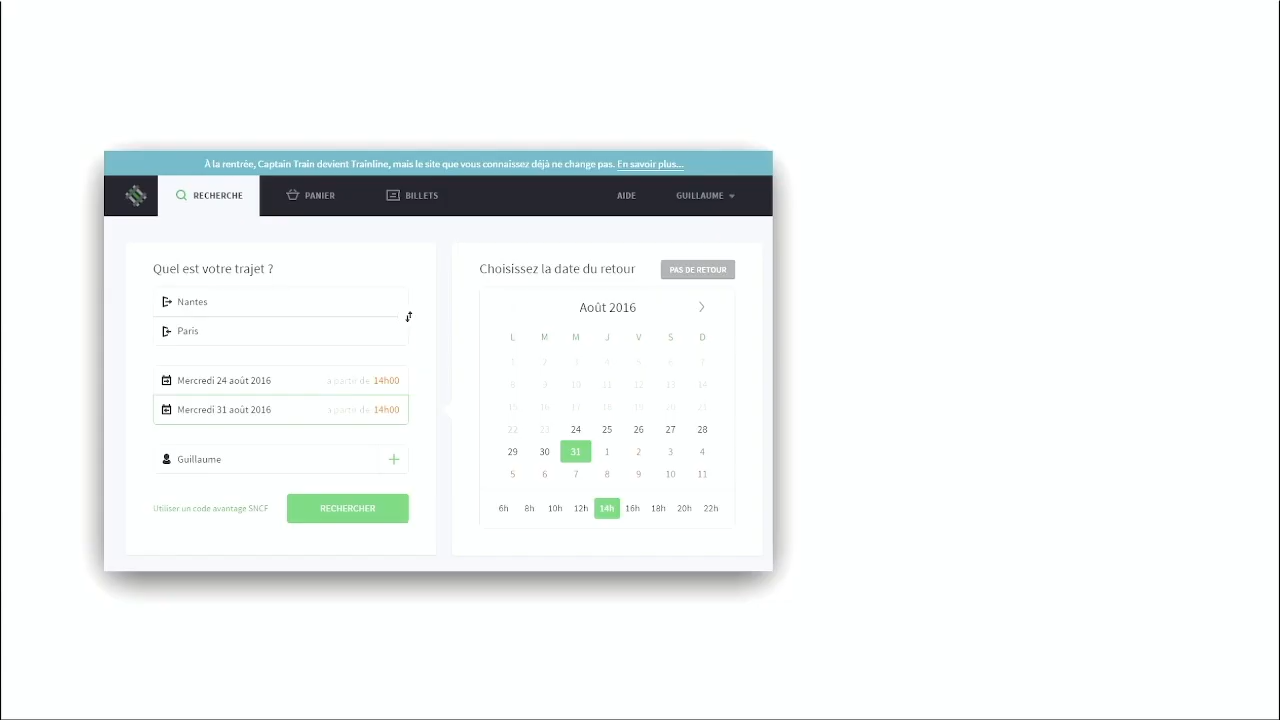 À la rentrée, Captain Train devient Trainline, mais le site que vous connaissez déjà ne change pas. En savoir plus...
RECHERCHE PANIER BILLETS AIDE GUILLAUME
Quel est votre trajet ?
Nantes
Paris
Mercredi 24 août 2016 à partir de 14h00
Mercredi 31 août 2016 à partir de 14h00
Guillaume
Utiliser un code avantage SNCF RECHERCHER
Choisissez la date du retour PAS DE RETOUR
Août 2016
L M M J V S D
1 2 3 4 5 6 7
8 9 10 11 12 13 14
15 16 17 18 19 20 21
22 23 24 25 26 27 28
29 30 31 1 2 3 4
5 6 7 8 9 10 11
6h 8h 10h 12h 14h 16h 18h 20h 22h